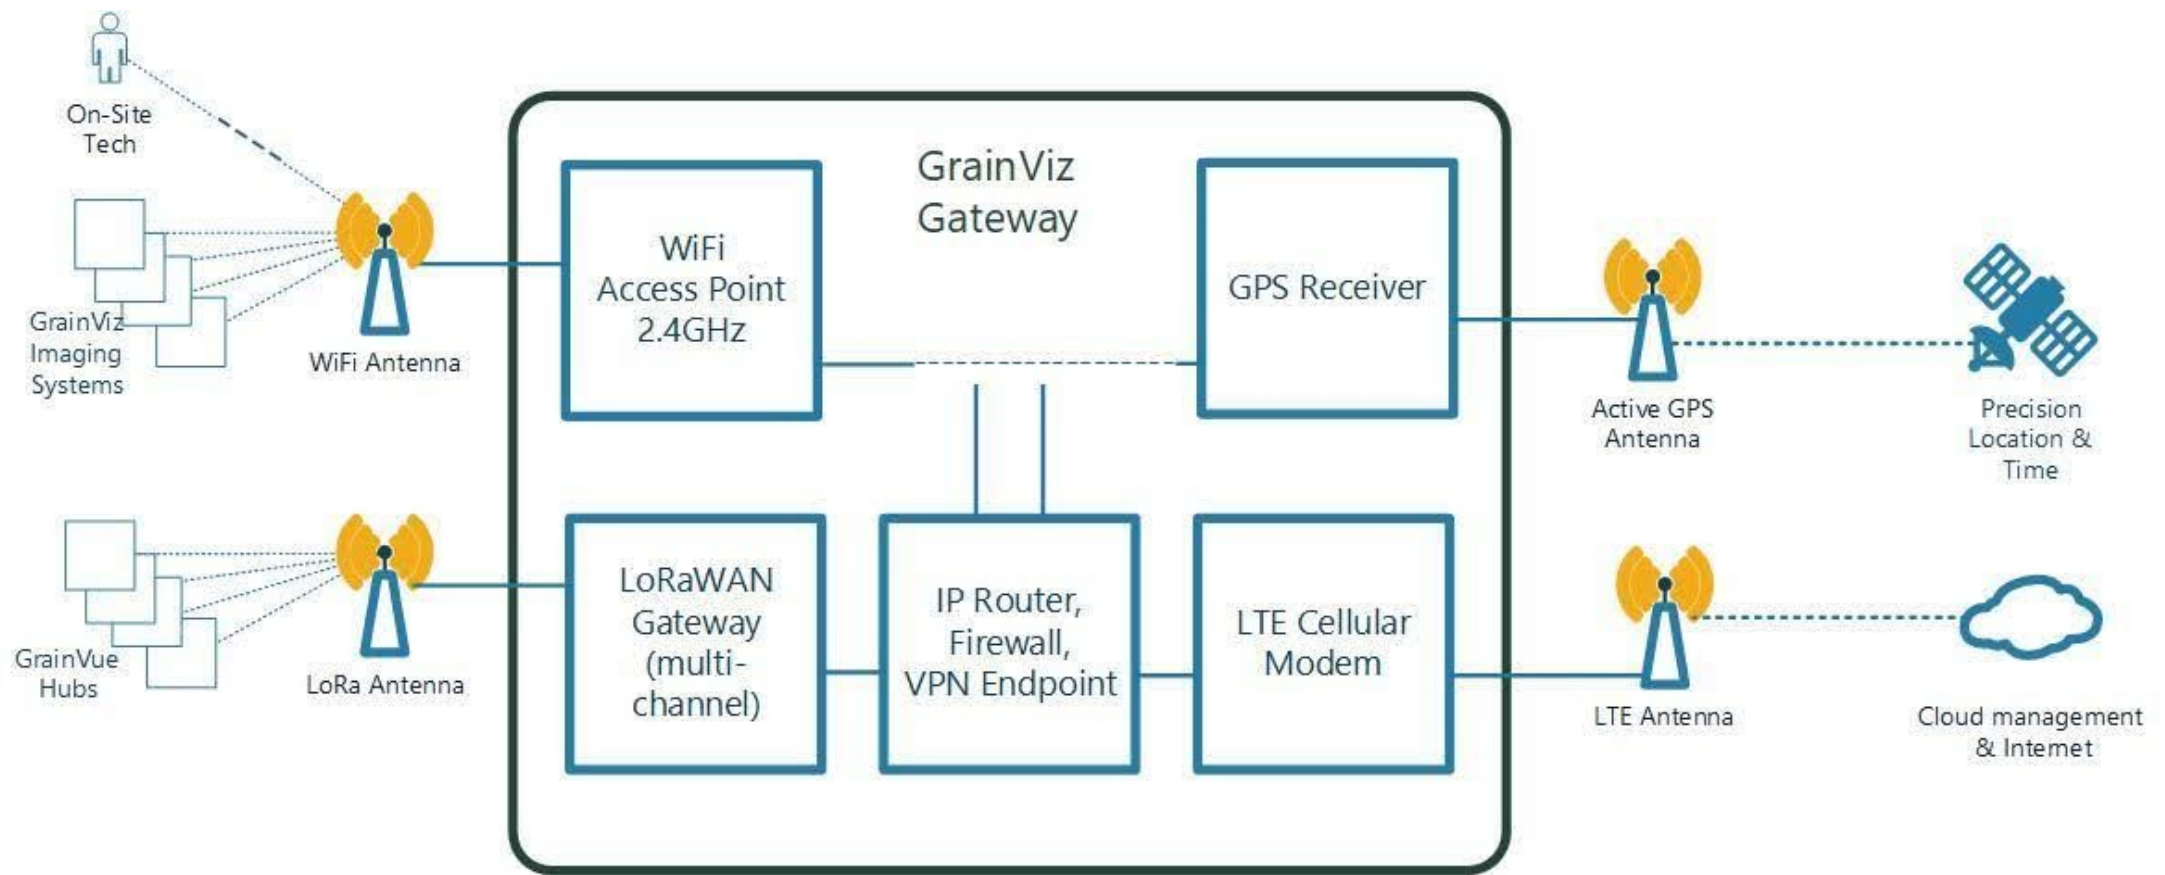 On-Site
Tech
GrainViz
Imaging
Systems
WiFi Antenna
GrainVue
Hubs
LoRa Antenna
GrainViz
Gateway
WiFi
Access Point
2.4GHz
GPS Receiver
LoRaWAN
Gateway
(multi-
channel)
IP Router,
Firewall,
VPN Endpoint
LTE Cellular
Modem
Active GPS
Antenna
Precision
Location &
Time
LTE Antenna
Cloud management
& Internet